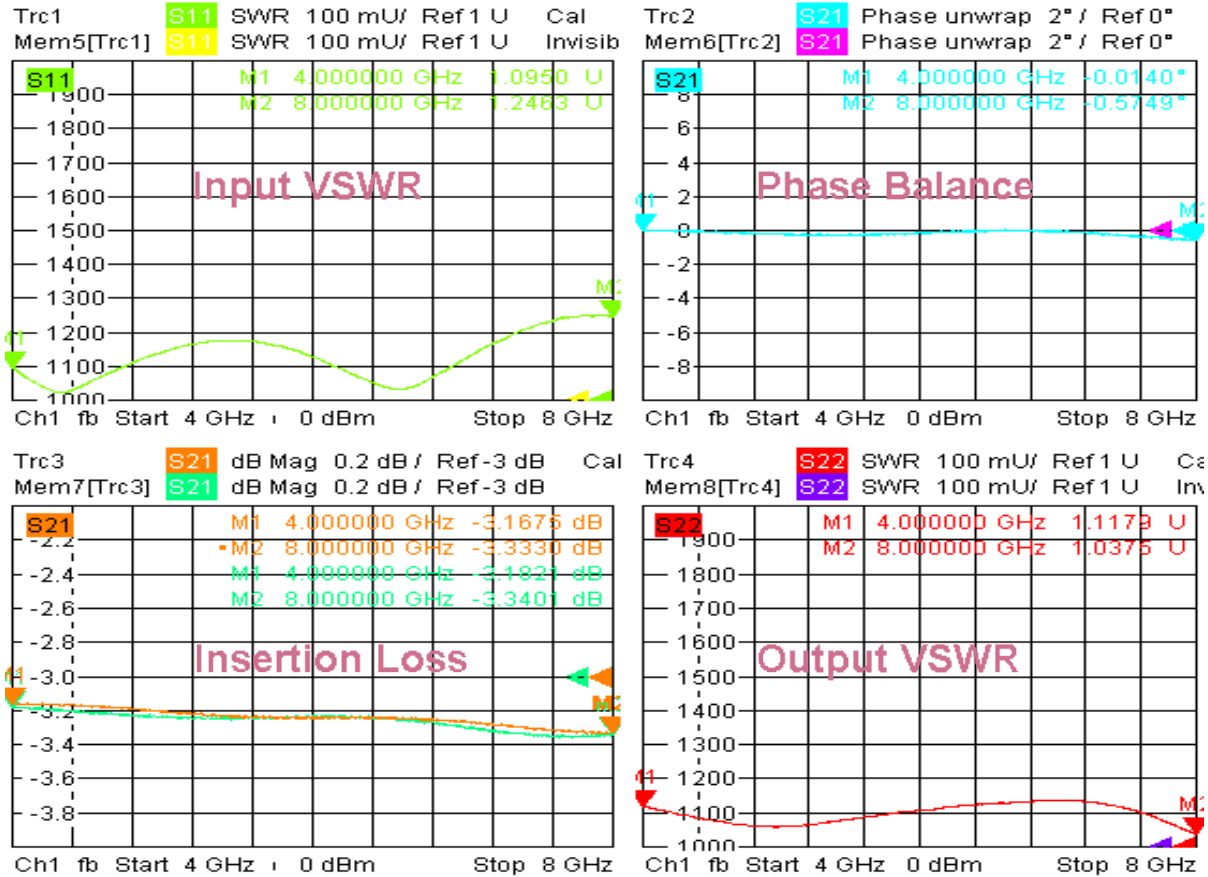 Trc1 S11 SWR 100 mU/ Ref 1 U Cal
Mem5[Trc1] S11 SWR 100 mU/ Ref 1 U Invisib
S11
M1 4.000000 GHz 1.0950 U
M2 8.000000 GHz 1.2463 U
1900
1800
1700
Input VSWR
1600
1500
1400
1300
M2
1200
1100
1000
Ch1 fb Start 4 GHz 0 dBm Stop 8 GHz
Trc2 S21 Phase unwrap 2°/ Ref 0°
Mem6[Trc2] S21 Phase unwrap 2°/ Ref 0°
S21
M1 4.000000 GHz -0.0140°
M2 8.000000 GHz -0.5749°
8
6
4
Phase Balance
2
M2
0
-2
-4
-6
-8
Ch1 fb Start 4 GHz 0 dBm Stop 8 GHz
Trc3 S21 dB Mag 0.2 dB/ Ref -3 dB Cal
Mem7[Trc3] S21 dB Mag 0.2 dB/ Ref -3 dB
S21
M1 4.000000 GHz -3.1675 dB
•M2 8.000000 GHz -3.3330 dB
M1 4.000000 GHz -3.1821 dB
M2 8.000000 GHz -3.3401 dB
-2.2
-2.4
-2.6
-2.8
Insertion Loss
-3.0
M2
-3.2
-3.4
-3.6
-3.8
Ch1 fb Start 4 GHz 0 dBm Stop 8 GHz
Trc4 S22 SWR 100 mU/ Ref 1 U Ca
Mem8[Trc4] S22 SWR 100 mU/ Ref 1 U Inv
S22
M1 4.000000 GHz 1.1179 U
M2 8.000000 GHz 1.0375 U
1900
1800
1700
1600
Output VSWR
1500
1400
1300
1200
M2
1100
1000
Ch1 fb Start 4 GHz 0 dBm Stop 8 GHz